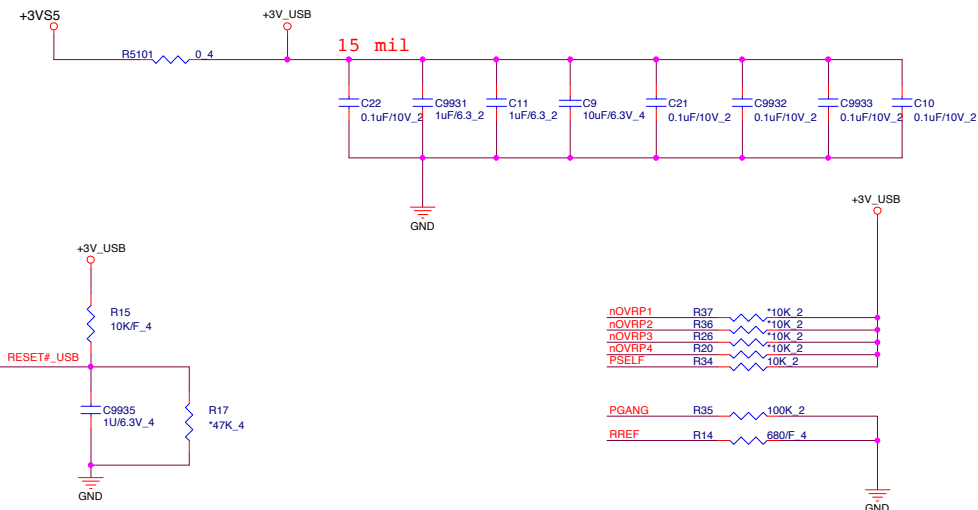 +3VS5
+3V_USB
15 mil
R5101 0_4
C22
0.1uF/10V_2
C9931
1uF/6.3_2
C11
1uF/6.3_2
C9
10uF/6.3V_4
C21
0.1uF/10V_2
C9932
0.1uF/10V_2
C9933
0.1uF/10V_2
C10
0.1uF/10V_2
GND
+3V_USB
R15
10K/F_4
RESET#_USB
C9935
1U/6.3V_4
R17
*47K_4
GND
+3V_USB
nOVRP1 R37 *10K_2
nOVRP2 R36 *10K_2
nOVRP3 R26 *10K_2
nOVRP4 R20 *10K_2
PSELF R34 10K_2
PGANG R35 100K_2
RREF R14 680/F_4
GND